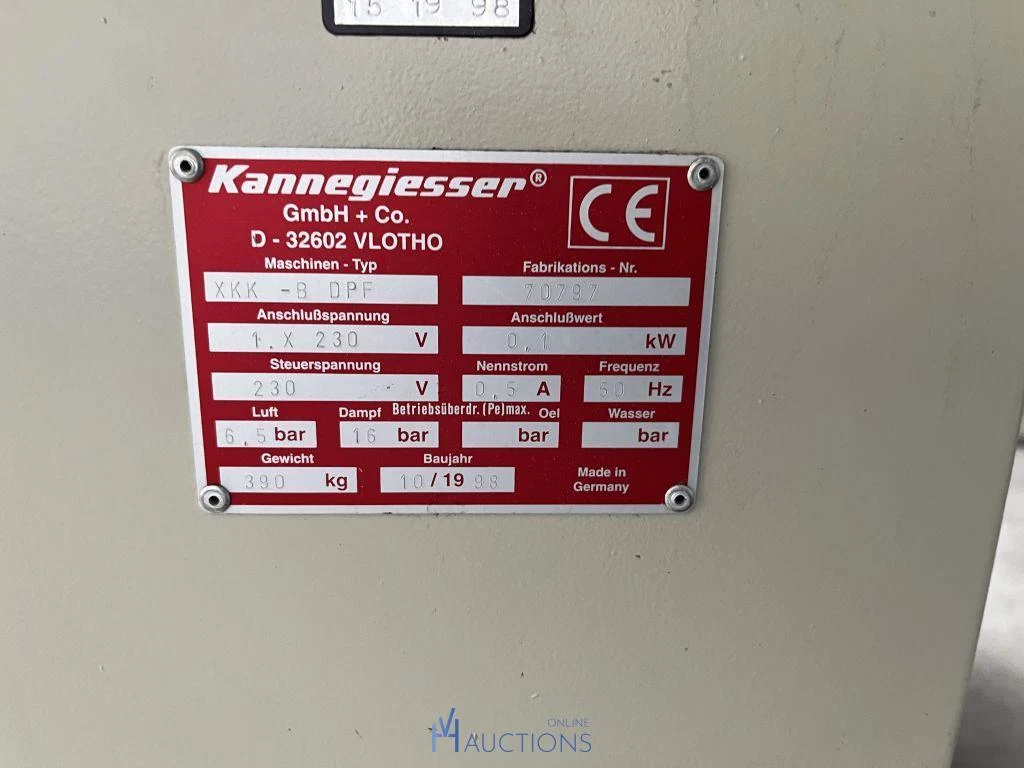 15 19 98
Kannegiesser®
GmbH + Co.
D - 32602 VLOTHO
CE
Maschinen - Typ Fabrikations - Nr.
XKK -B DPF 70797
Anschlußspannung Anschlußwert
1.X 230 V 0,1 kW
Steuerspannung Nennstrom Frequenz
230 V 0,5 A 50 Hz
Luft Dampf Betriebsüberdr.(Pe)max. Oel Wasser
6,5 bar 16 bar bar bar
Gewicht Baujahr
390 kg 10/1998
Made in
Germany
ONLINE
AUCTIONS